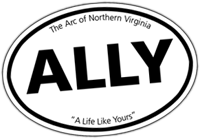 The Arc of Northern Virginia
ALLY
"A Life Like Yours"